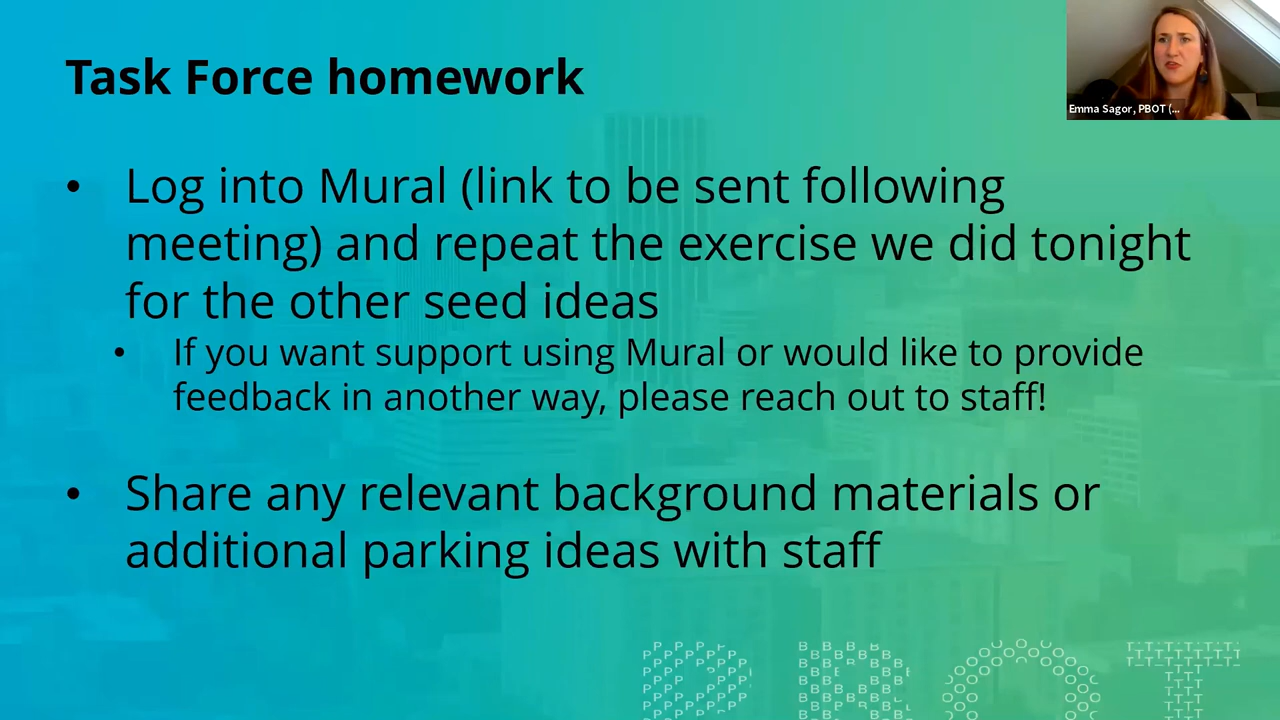 Task Force homework
Emma Sagor, PBOT (...
• Log into Mural (link to be sent following
meeting) and repeat the exercise we did tonight
for the other seed ideas
• If you want support using Mural or would like to provide
feedback in another way, please reach out to staff!
• Share any relevant background materials or
additional parking ideas with staff
PBOT